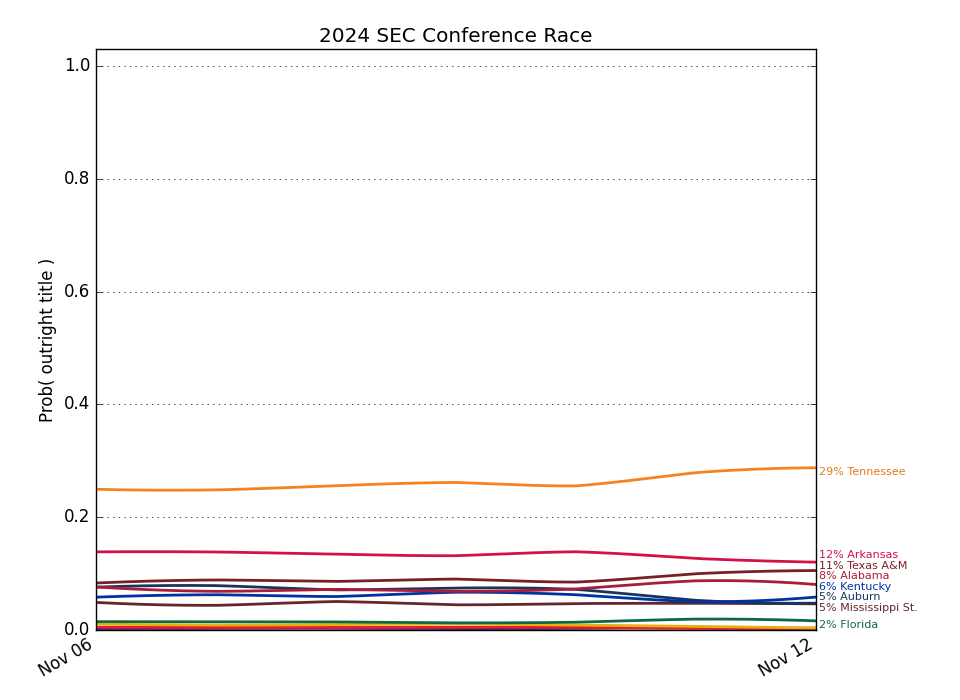 2024 SEC Conference Race
1.0
0.8
0.6
0.4
0.2
0.0
Prob( outright title )
Nov 06
Nov 12
29% Tennessee
12% Arkansas
11% Texas A&M
8% Alabama
6% Kentucky
5% Auburn
5% Mississippi St.
2% Florida